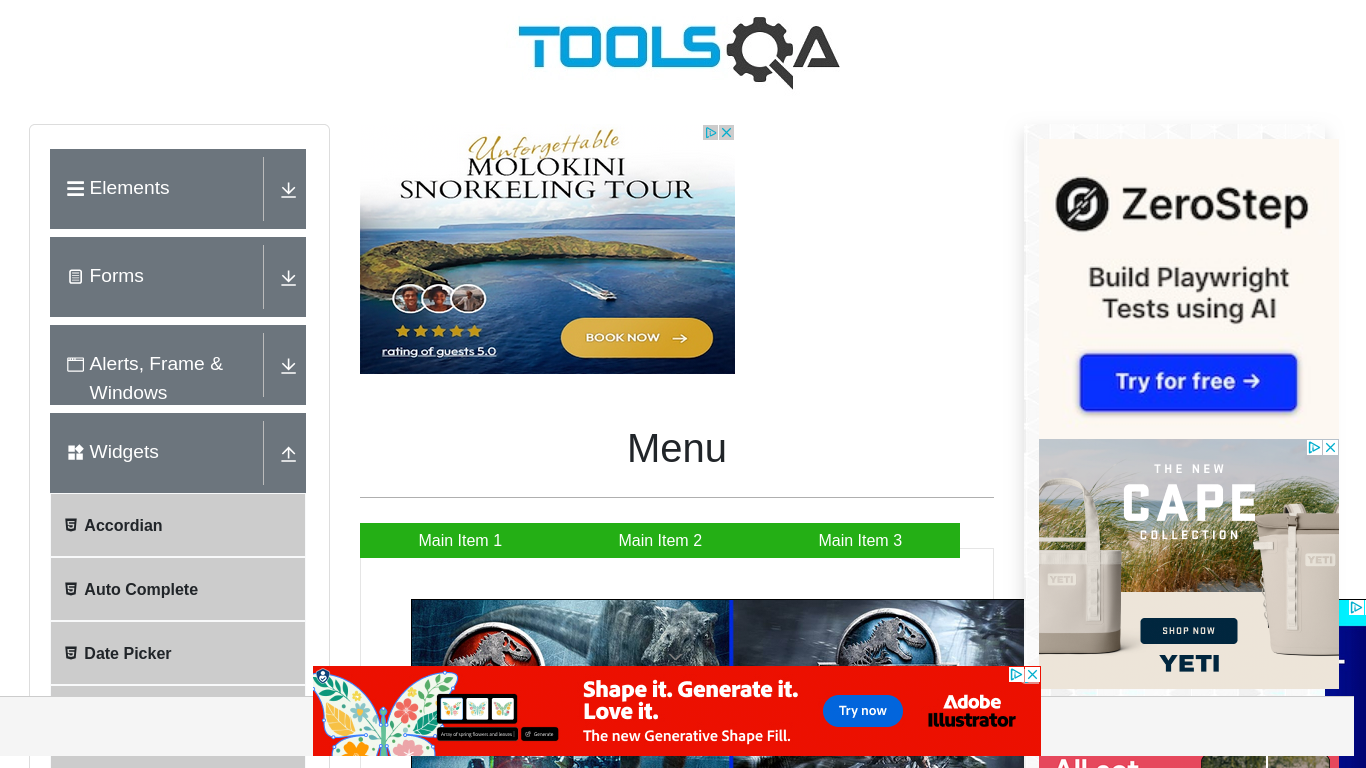 TOOLSQA
Elements
Forms
Alerts, Frame &
Windows
Widgets
Accordian
Auto Complete
Date Picker
Unforgettable
MOLOKINI
SNORKELING TOUR
rating of guests 5.0
BOOK NOW →
Menu
Main Item 1
Main Item 2
Main Item 3
ZeroStep
Build Playwright
Tests using AI
Try for free →
THE NEW
CAPE
COLLECTION
YETI
YETI
SHOP NOW
YETI
Array of spring flowers and leaves
Generate
Shape it. Generate it.
Love it.
The new Generative Shape Fill.
Try now
Adobe
Illustrator